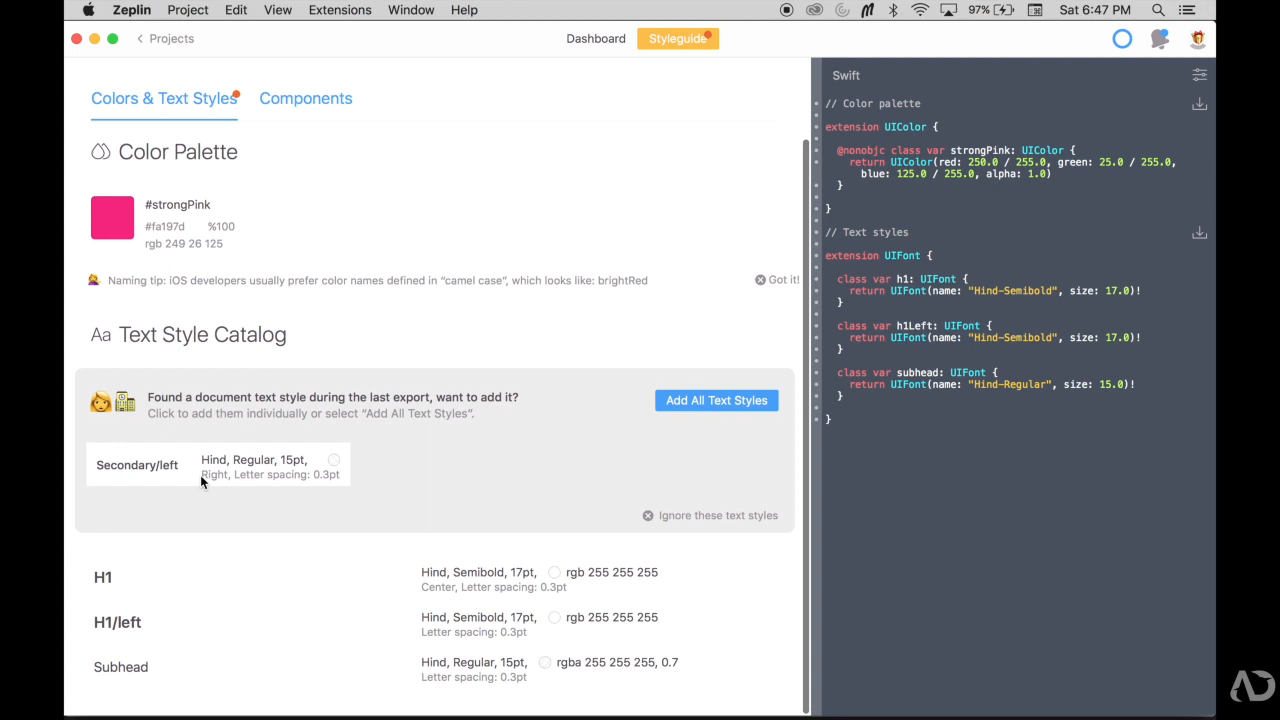 Zeplin Project Edit View Extensions Window Help 97% Sat 6:47 PM
Projects Dashboard Styleguide
Colors & Text Styles Components
Color Palette
#strongPink
#fa197d %100
rgb 249 26 125
Naming tip: iOS developers usually prefer color names defined in “camel case”, which looks like: brightRed Got it!
Aa Text Style Catalog
Found a document text style during the last export, want to add it?
Click to add them individually or select “Add All Text Styles”.
Add All Text Styles
Secondary/left Hind, Regular, 15pt,
Right, Letter spacing: 0.3pt
Ignore these text styles
H1 Hind, Semibold, 17pt, rgb 255 255 255
Center, Letter spacing: 0.3pt
H1/left Hind, Semibold, 17pt, rgb 255 255 255
Letter spacing: 0.3pt
Subhead Hind, Regular, 15pt, rgba 255 255 255, 0.7
Letter spacing: 0.3pt
Swift
// Color palette
extension UIColor {
@nonobjc class var strongPink: UIColor {
return UIColor(red: 250.0 / 255.0, green: 25.0 / 255.0,
blue: 125.0 / 255.0, alpha: 1.0)
}
}
// Text styles
extension UIFont {
class var h1: UIFont {
return UIFont(name: "Hind-Semibold", size: 17.0)!
}
class var h1Left: UIFont {
return UIFont(name: "Hind-Semibold", size: 17.0)!
}
class var subhead: UIFont {
return UIFont(name: "Hind-Regular", size: 15.0)!
}
}